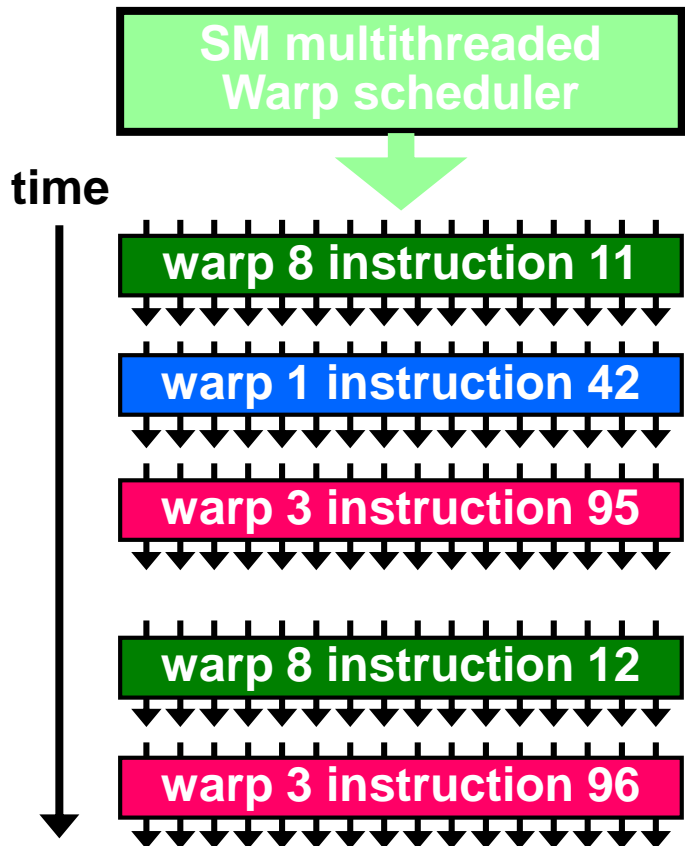 SM multithreaded
Warp scheduler
time
warp 8 instruction 11
warp 1 instruction 42
warp 3 instruction 95
warp 8 instruction 12
warp 3 instruction 96